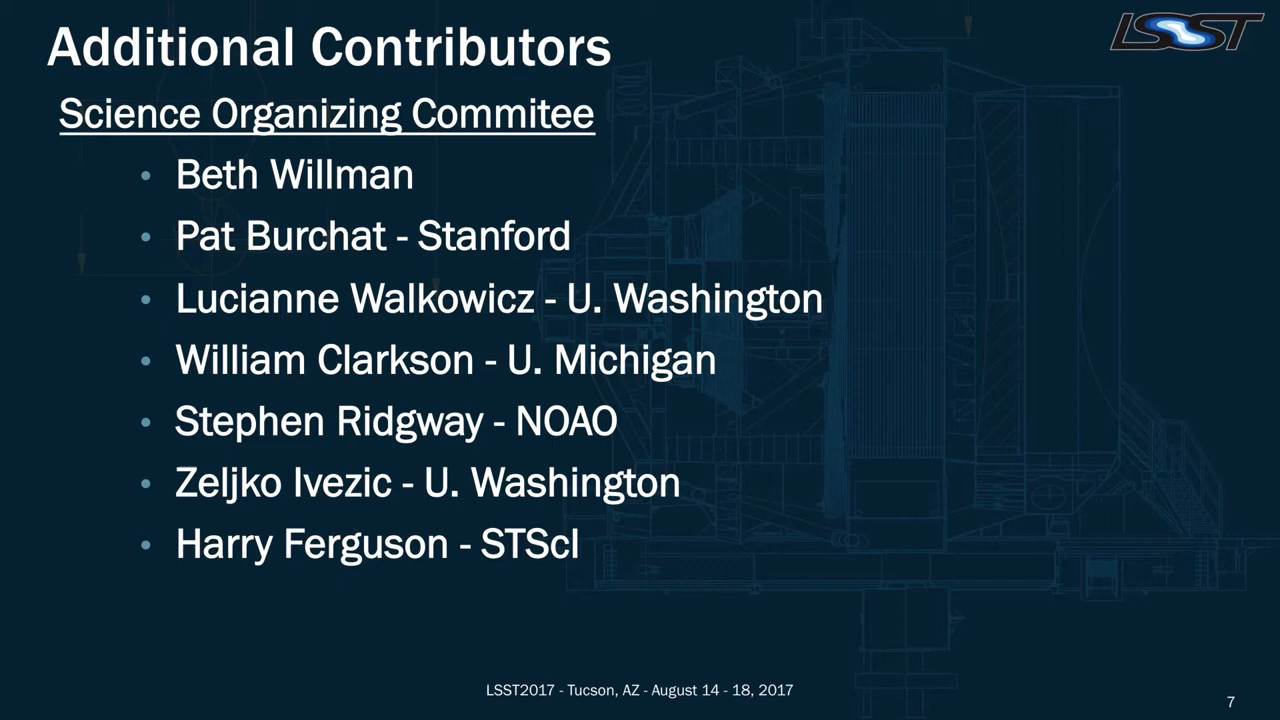 Additional Contributors
LSST
Science Organizing Commitee
• Beth Willman
• Pat Burchat - Stanford
• Lucianne Walkowicz - U. Washington
• William Clarkson - U. Michigan
• Stephen Ridgway - NOAO
• Zeljko Ivezic - U. Washington
• Harry Ferguson - STScI
LSST2017 - Tucson, AZ - August 14 - 18, 2017
7